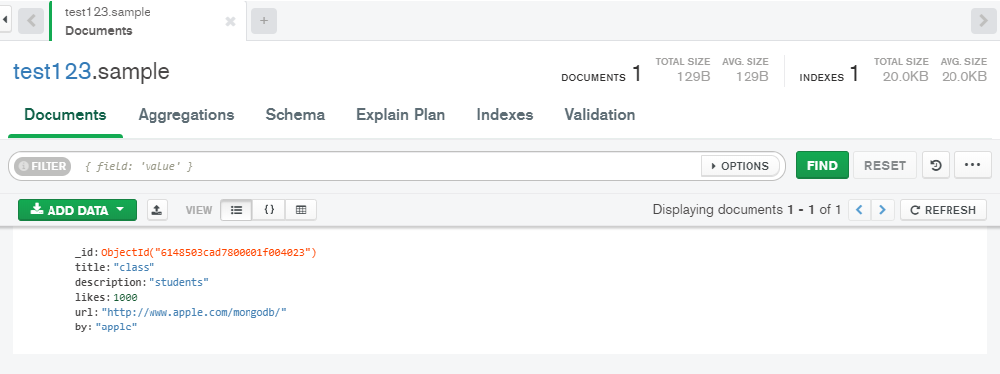 test123.sample
Documents
test123.sample
DOCUMENTS 1 TOTAL SIZE 129B AVG. SIZE 129B INDEXES 1 TOTAL SIZE 20.0KB AVG. SIZE 20.0KB
Documents Aggregations Schema Explain Plan Indexes Validation
FILTER { field: 'value' } OPTIONS FIND RESET
ADD DATA VIEW {} Displaying documents 1 - 1 of 1 < > REFRESH
_id: ObjectId("6148503cad7800001f004023")
title: "class"
description: "students"
likes: 1000
url: "http://www.apple.com/mongodb/"
by: "apple"